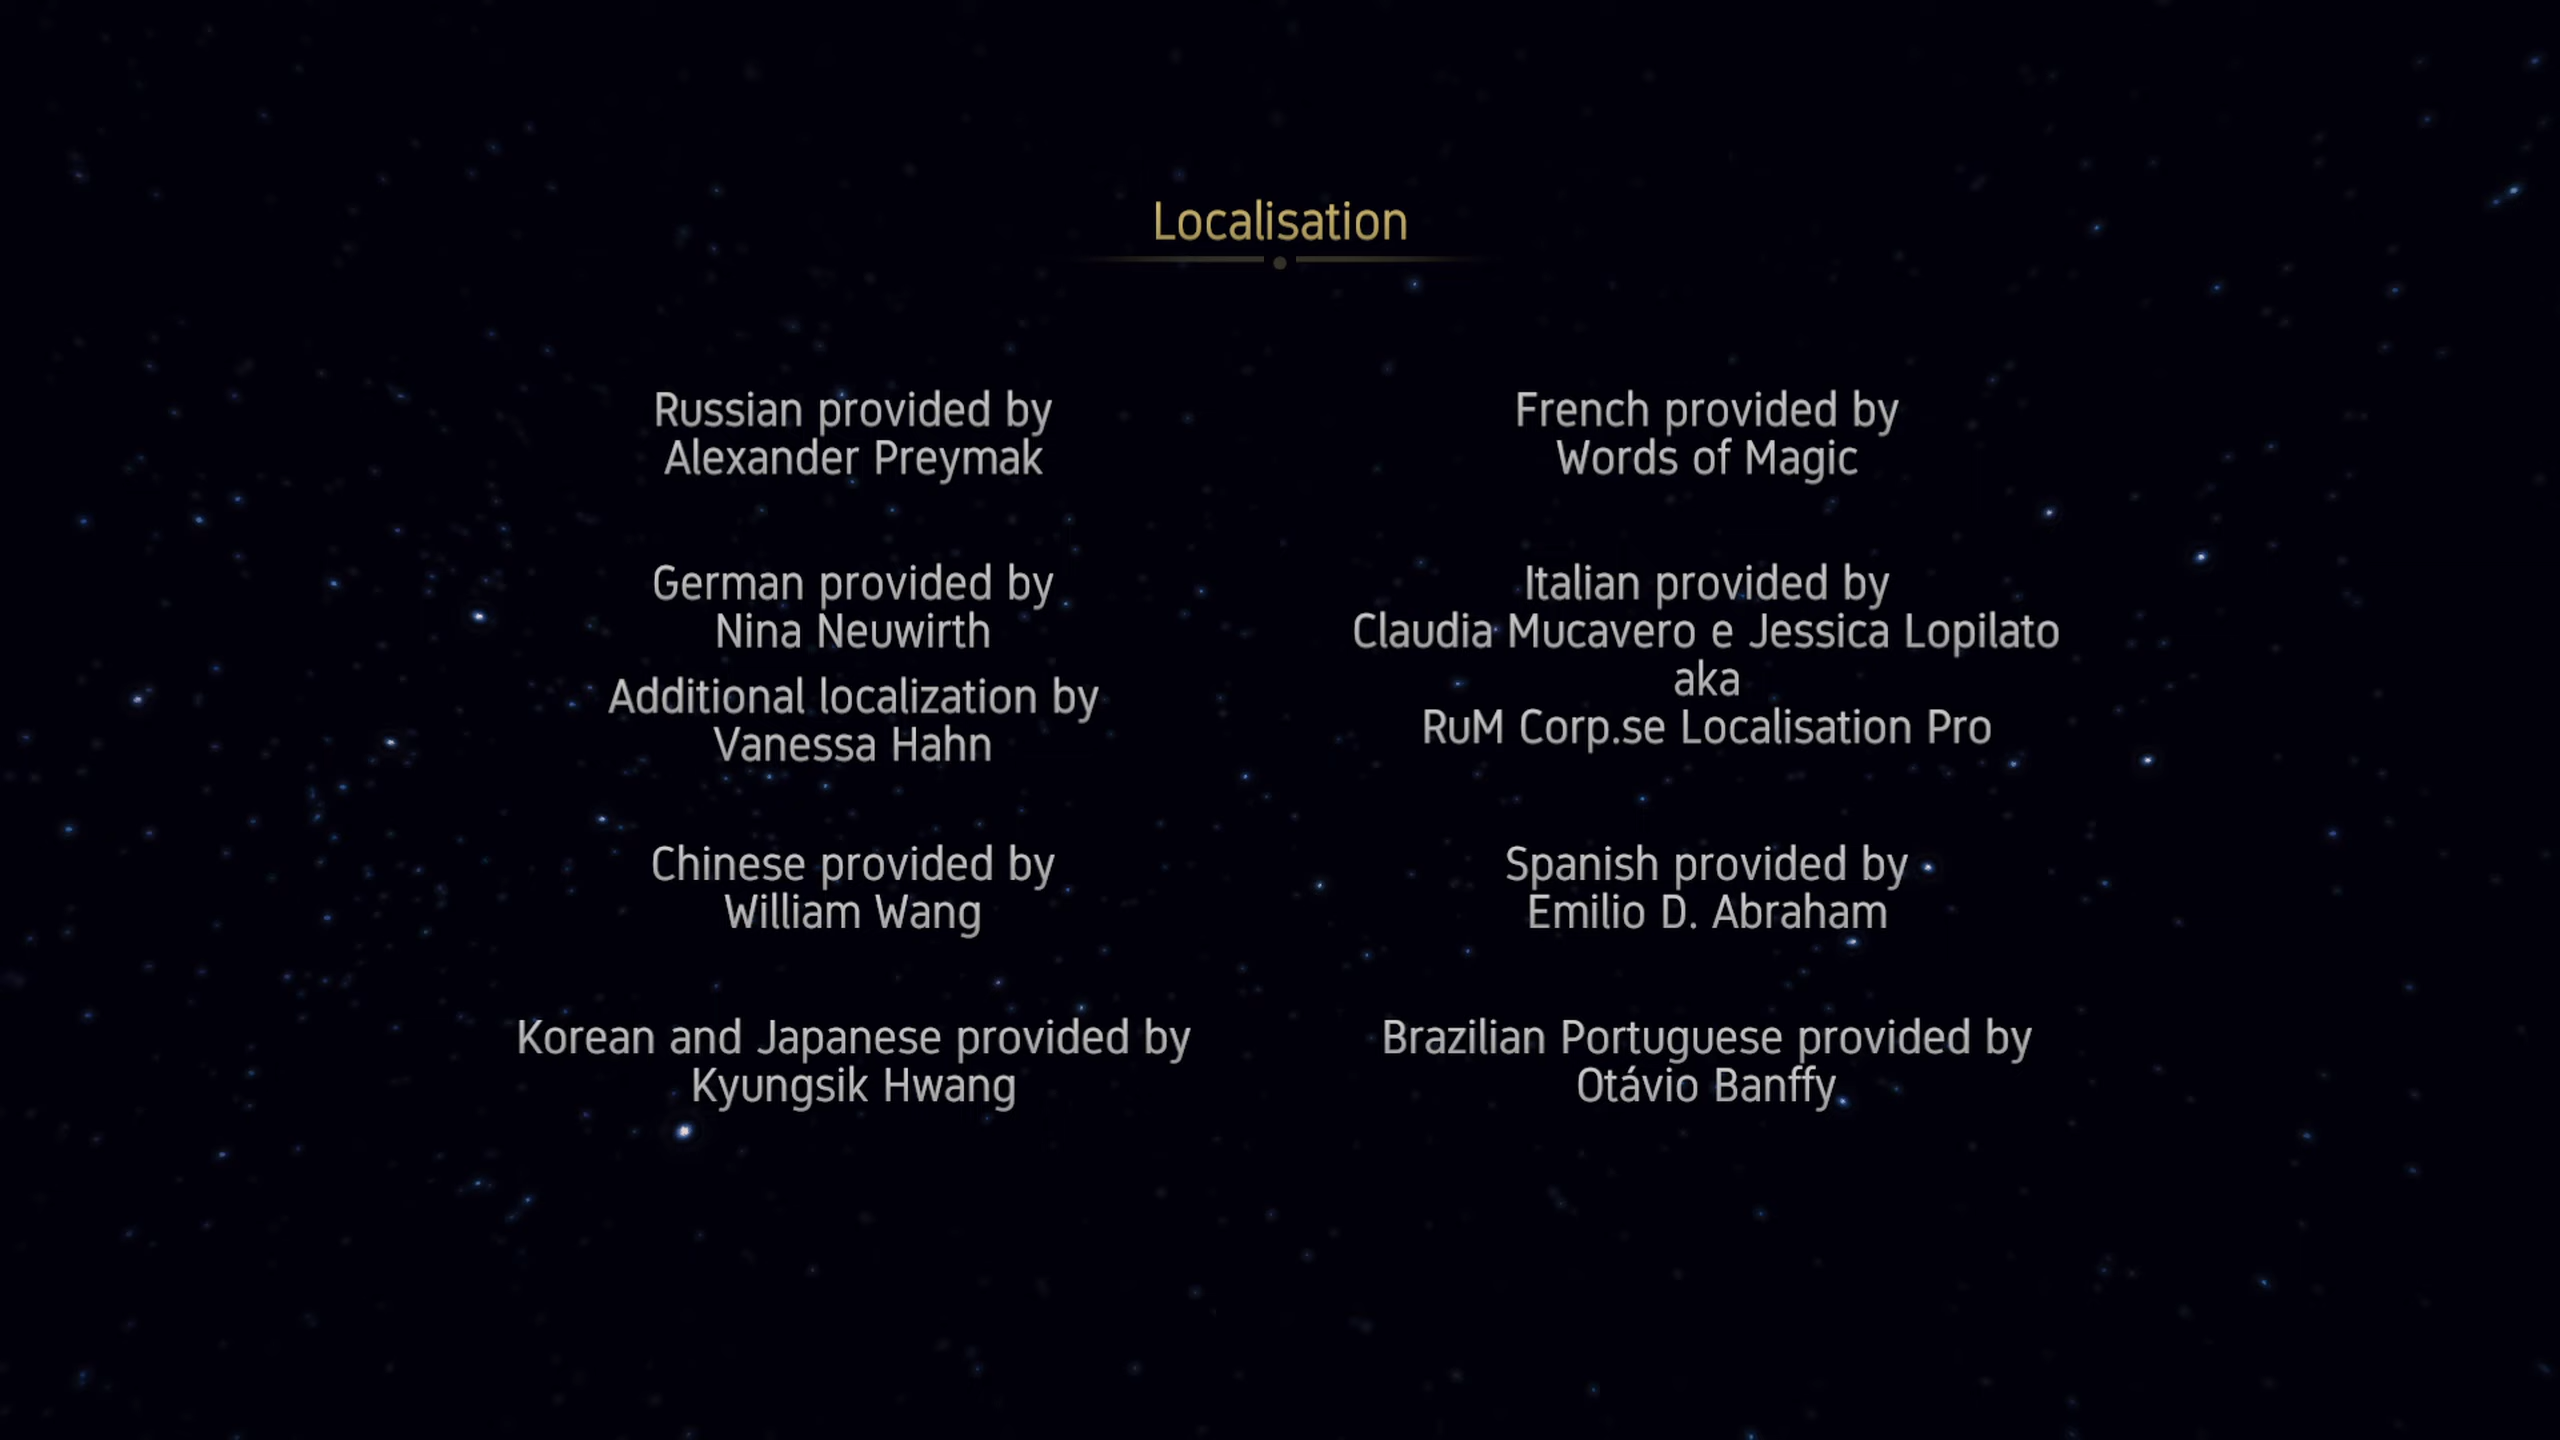 Localisation
Russian provided by
Alexander Preymak
German provided by
Nina Neuwirth
Additional localization by
Vanessa Hahn
Chinese provided by
William Wang
Korean and Japanese provided by
Kyungsik Hwang
French provided by
Words of Magic
Italian provided by
Claudia Mucavero e Jessica Lopilato
aka
RuM Corp.se Localisation Pro
Spanish provided by
Emilio D. Abraham
Brazilian Portuguese provided by
Otávio Banffy